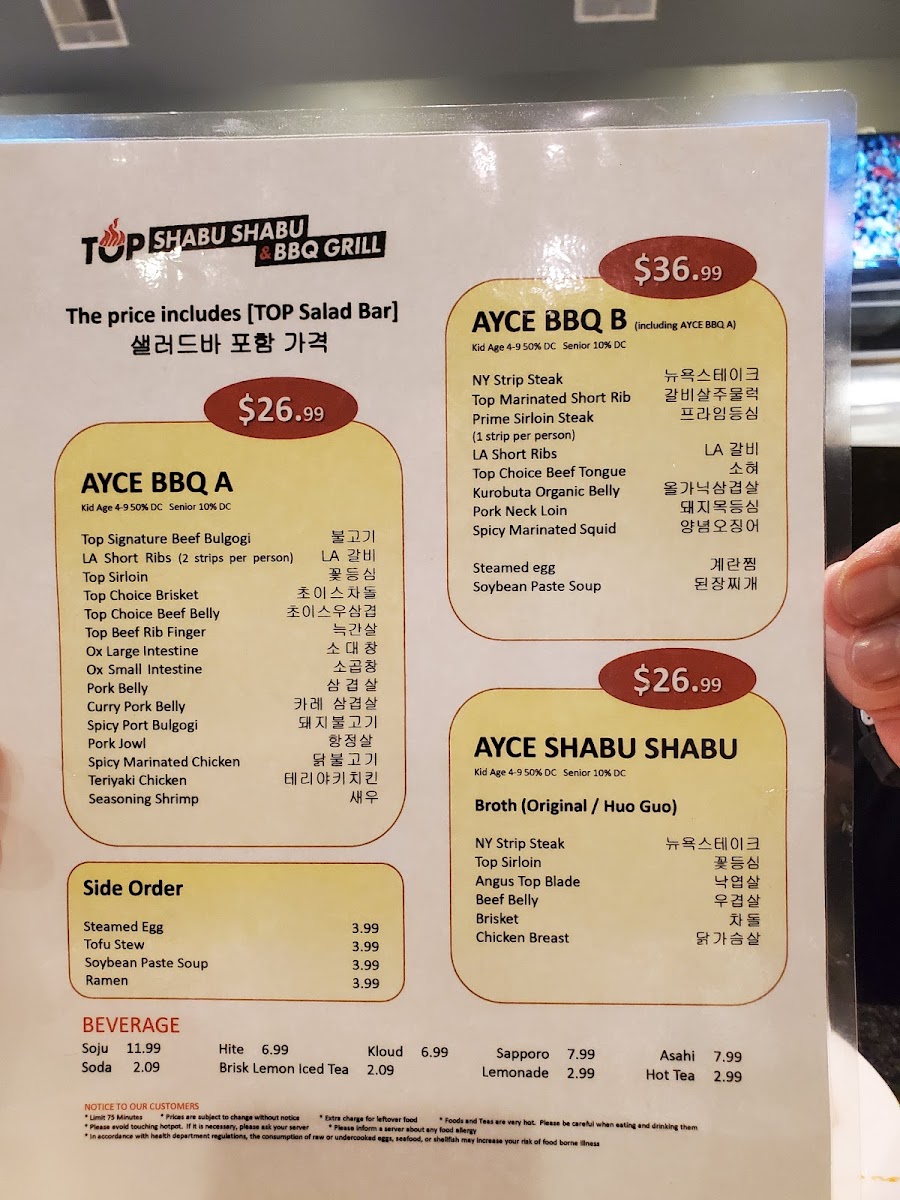 TOP SHABU SHABU
& BBQ GRILL
The price includes [TOP Salad Bar]
샐러드바 포함 가격
$26.99
AYCE BBQ A
Kid Age 4-9 50% DC Senior 10% DC
Top Signature Beef Bulgogi 불고기
LA Short Ribs (2 strips per person) LA 갈비
Top Sirloin 꽃등심
Top Choice Brisket 초이스차돌
Top Choice Beef Belly 초이스우삼겹
Top Beef Rib Finger 늑간살
Ox Large Intestine 소대창
Ox Small Intestine 소곱창
Pork Belly 삼겹살
Curry Pork Belly 카레 삼겹살
Spicy Port Bulgogi 돼지불고기
Pork Jowl 항정살
Spicy Marinated Chicken 닭불고기
Teriyaki Chicken 테리야키치킨
Seasoning Shrimp 새우
Side Order
Steamed Egg 3.99
Tofu Stew 3.99
Soybean Paste Soup 3.99
Ramen 3.99
$36.99
AYCE BBQ B (including AYCE BBQ A)
Kid Age 4-9 50% DC Senior 10% DC
NY Strip Steak 뉴욕스테이크
Top Marinated Short Rib 갈비살주물럭
Prime Sirloin Steak 프라임등심
(1 strip per person)
LA Short Ribs LA 갈비
Top Choice Beef Tongue 소혀
Kurobuta Organic Belly 올가닉삼겹살
Pork Neck Loin 돼지목등심
Spicy Marinated Squid 양념오징어
Steamed egg 계란찜
Soybean Paste Soup 된장찌개
$26.99
AYCE SHABU SHABU
Kid Age 4-9 50% DC Senior 10% DC
Broth (Original / Huo Guo)
NY Strip Steak 뉴욕스테이크
Top Sirloin 꽃등심
Angus Top Blade 낙엽살
Beef Belly 우겹살
Brisket 차돌
Chicken Breast 닭가슴살
BEVERAGE
Soju 11.99 Hite 6.99 Kloud 6.99 Sapporo 7.99 Asahi 7.99
Soda 2.09 Brisk Lemon Iced Tea 2.09 Lemonade 2.99 Hot Tea 2.99
NOTICE TO OUR CUSTOMERS
* Limit 75 Minutes * Prices are subject to change without notice * Extra charge for leftover food * Foods and Teas are very hot. Please be careful when eating and drinking them
* Please avoid touching hotpot. If it is necessary, please ask your server * Please inform a server about any food allergy
* In accordance with health department regulations, the consumption of raw or undercooked eggs, seafood, or shellfish may increase your risk of food borne illness